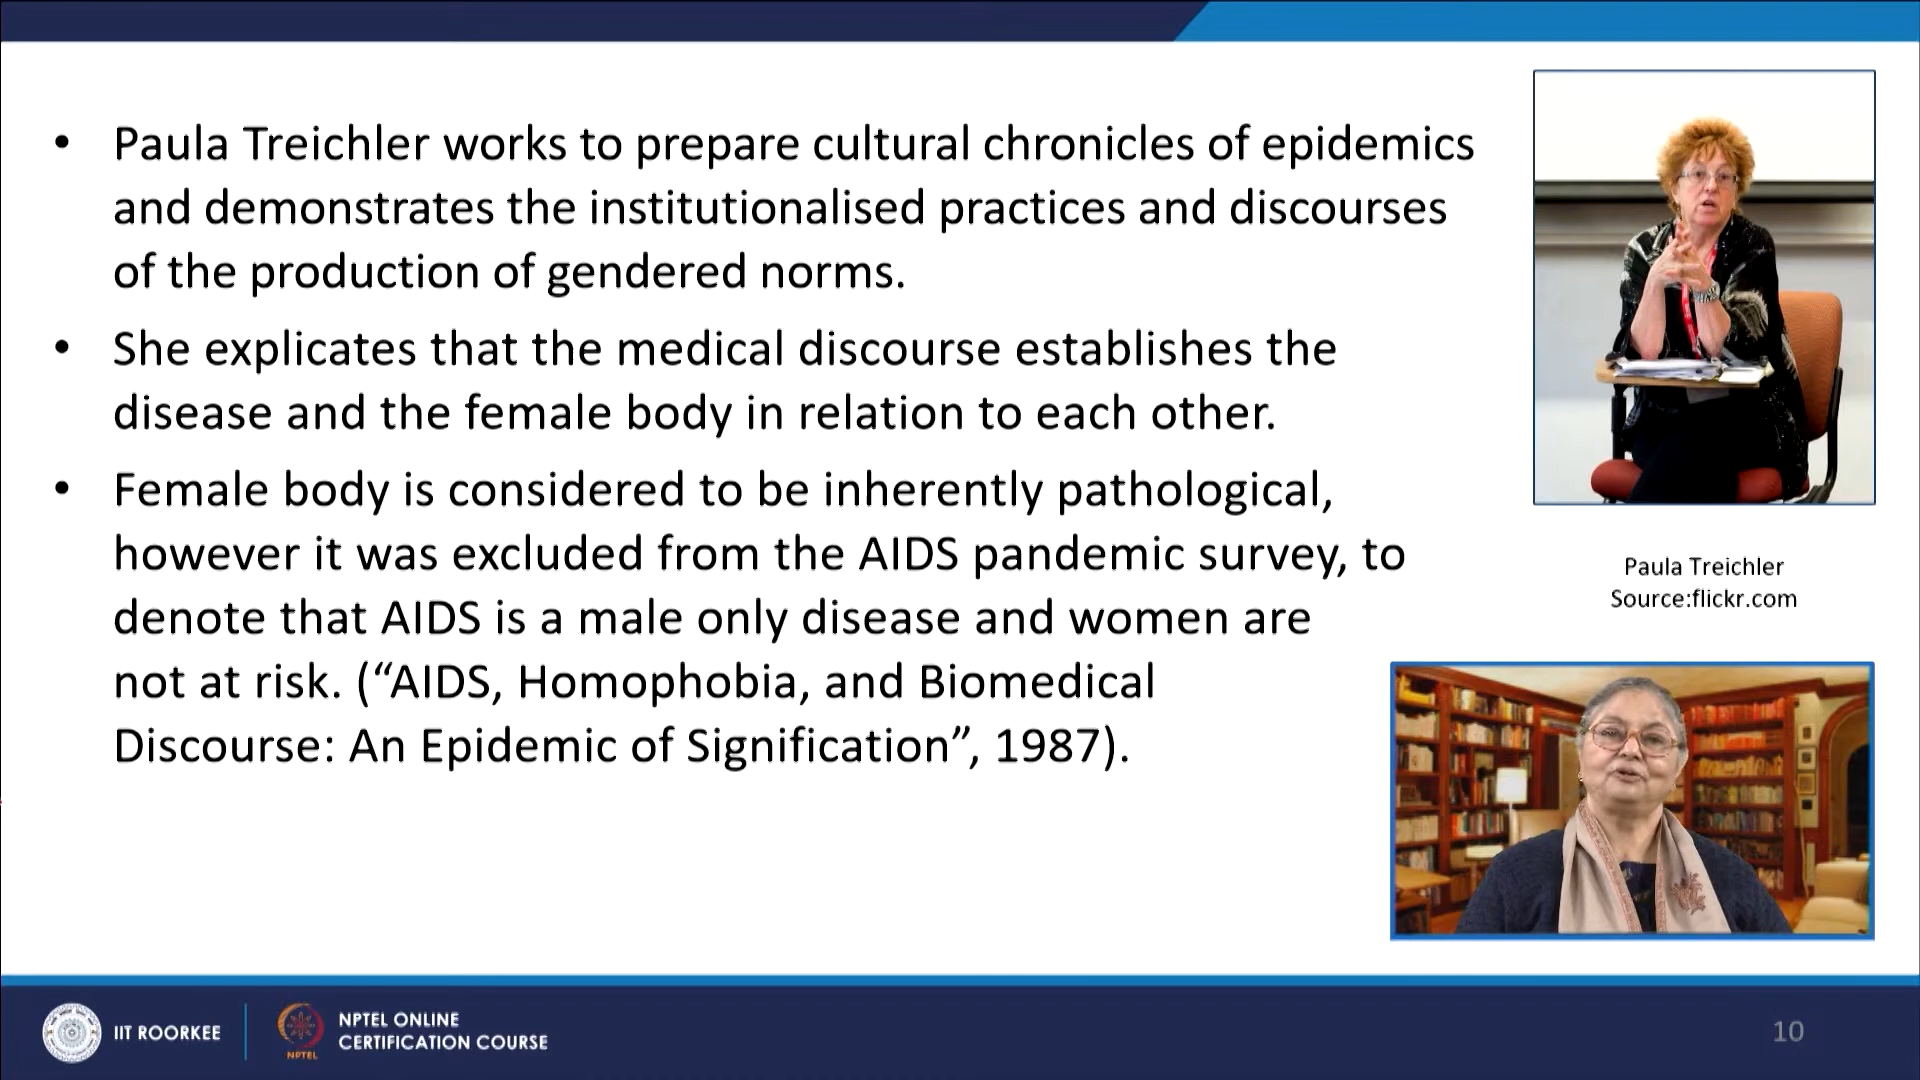 • Paula Treichler works to prepare cultural chronicles of epidemics
and demonstrates the institutionalised practices and discourses
of the production of gendered norms.
• She explicates that the medical discourse establishes the
disease and the female body in relation to each other.
• Female body is considered to be inherently pathological,
however it was excluded from the AIDS pandemic survey, to
denote that AIDS is a male only disease and women are
not at risk. (“AIDS, Homophobia, and Biomedical
Discourse: An Epidemic of Signification”, 1987).
Paula Treichler
Source:flickr.com
IIT ROORKEE
NPTEL
NPTEL ONLINE
CERTIFICATION COURSE
10